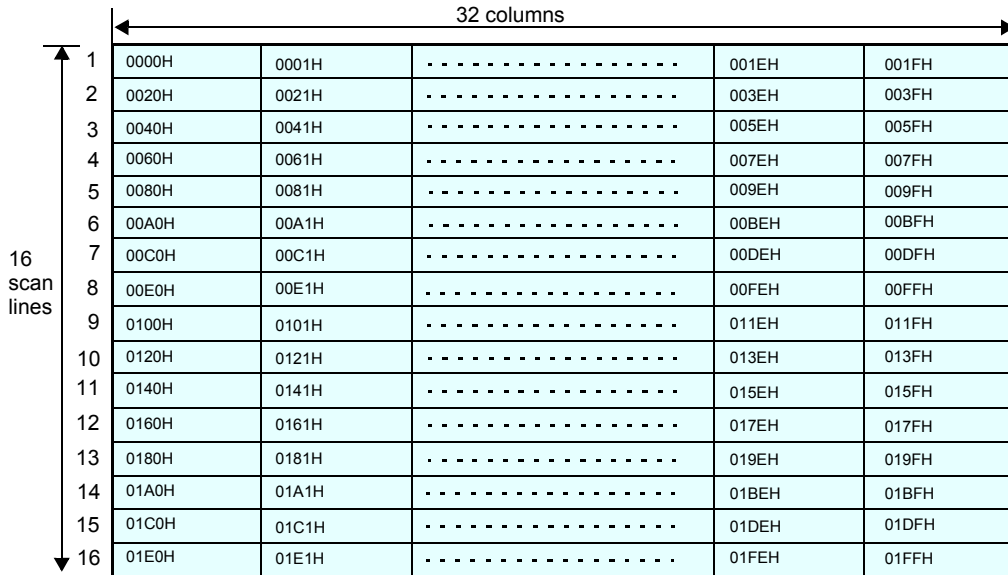 32 columns
1 0000H 0001H 001EH 001FH
2 0020H 0021H 003EH 003FH
3 0040H 0041H 005EH 005FH
4 0060H 0061H 007EH 007FH
5 0080H 0081H 009EH 009FH
6 00A0H 00A1H 00BEH 00BFH
7 00C0H 00C1H 00DEH 00DFH
16
scan
lines
8 00E0H 00E1H 00FEH 00FFH
9 0100H 0101H 011EH 011FH
10 0120H 0121H 013EH 013FH
11 0140H 0141H 015EH 015FH
12 0160H 0161H 017EH 017FH
13 0180H 0181H 019EH 019FH
14 01A0H 01A1H 01BEH 01BFH
15 01C0H 01C1H 01DEH 01DFH
16 01E0H 01E1H 01FEH 01FFH